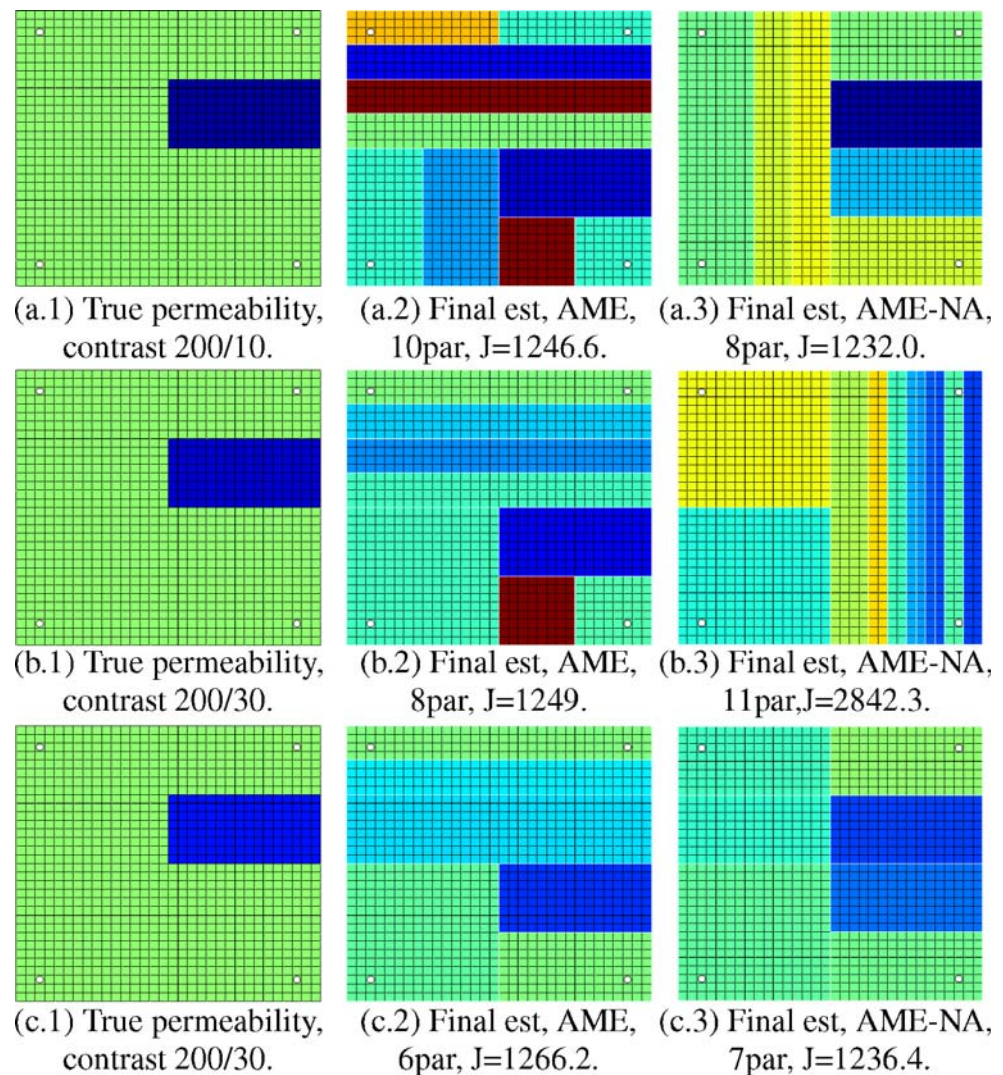 (a.1) True permeability,
contrast 200/10.
(a.2) Final est, AME,
10par, J=1246.6.
(a.3) Final est, AME-NA,
8par, J=1232.0.
(b.1) True permeability,
contrast 200/30.
(b.2) Final est, AME,
8par, J=1249.
(b.3) Final est, AME-NA,
11par,J=2842.3.
(c.1) True permeability,
contrast 200/30.
(c.2) Final est, AME,
6par, J=1266.2.
(c.3) Final est, AME-NA,
7par, J=1236.4.